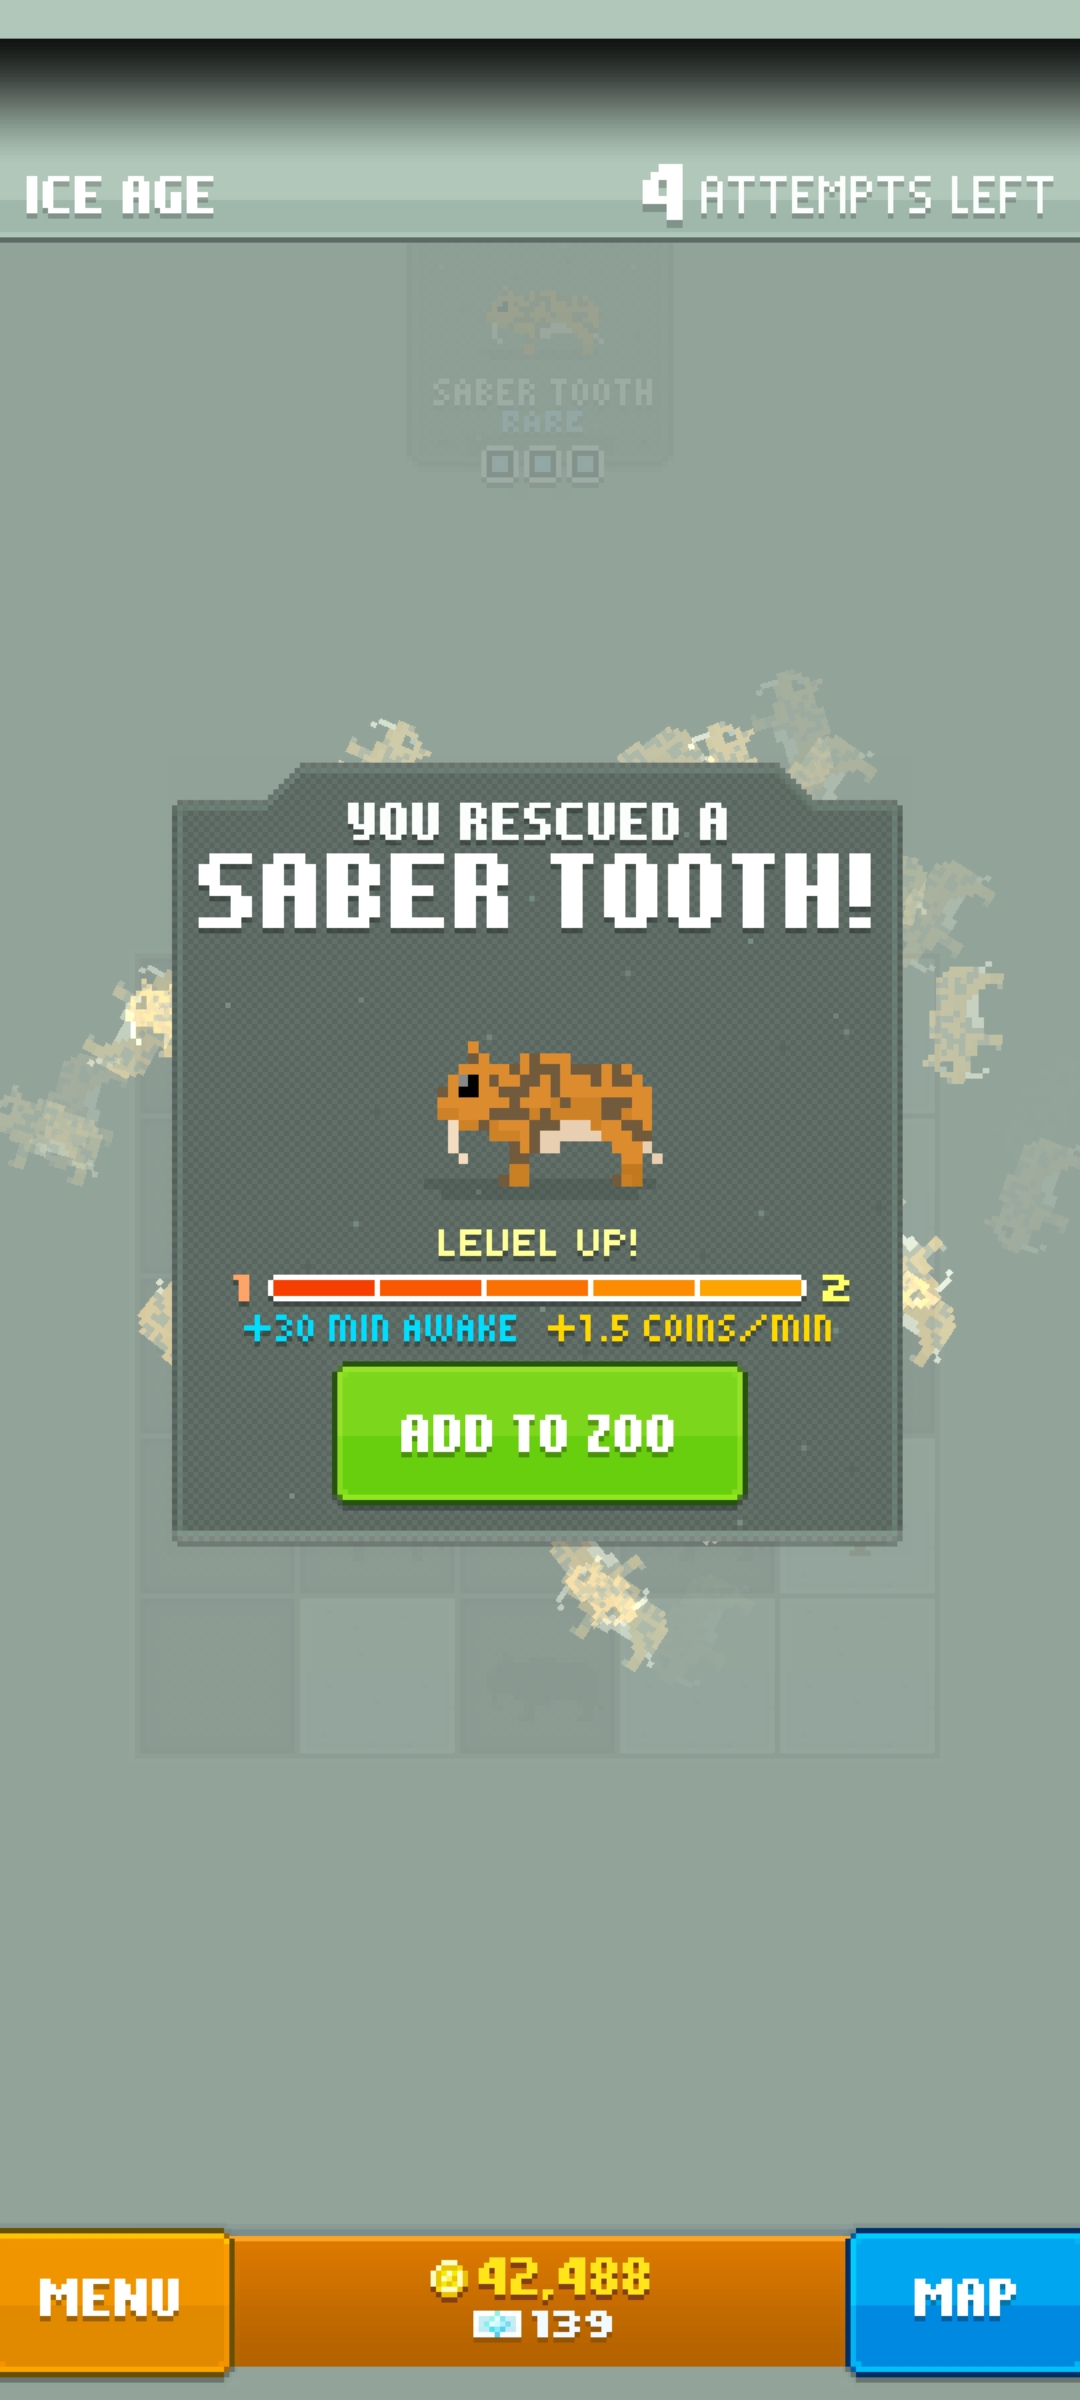 ICE AGE
4 ATTEMPTS LEFT
SABER TOOTH
RARE
YOU RESCUED A
SABER TOOTH!
LEVEL UP!
1 2
+30 MIN AWAKE +1.5 COINS/MIN
ADD TO ZOO
MENU
42,488
139
MAP